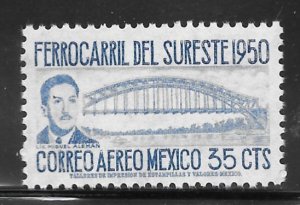 FERROCARRIL DEL SURESTE 1950
LIC. MIGUEL ALEMAN
CORREO AEREO MEXICO 35 CTS
TALLERES DE IMPRESION DE ESTAMPILLAS Y VALORES MEXICO.